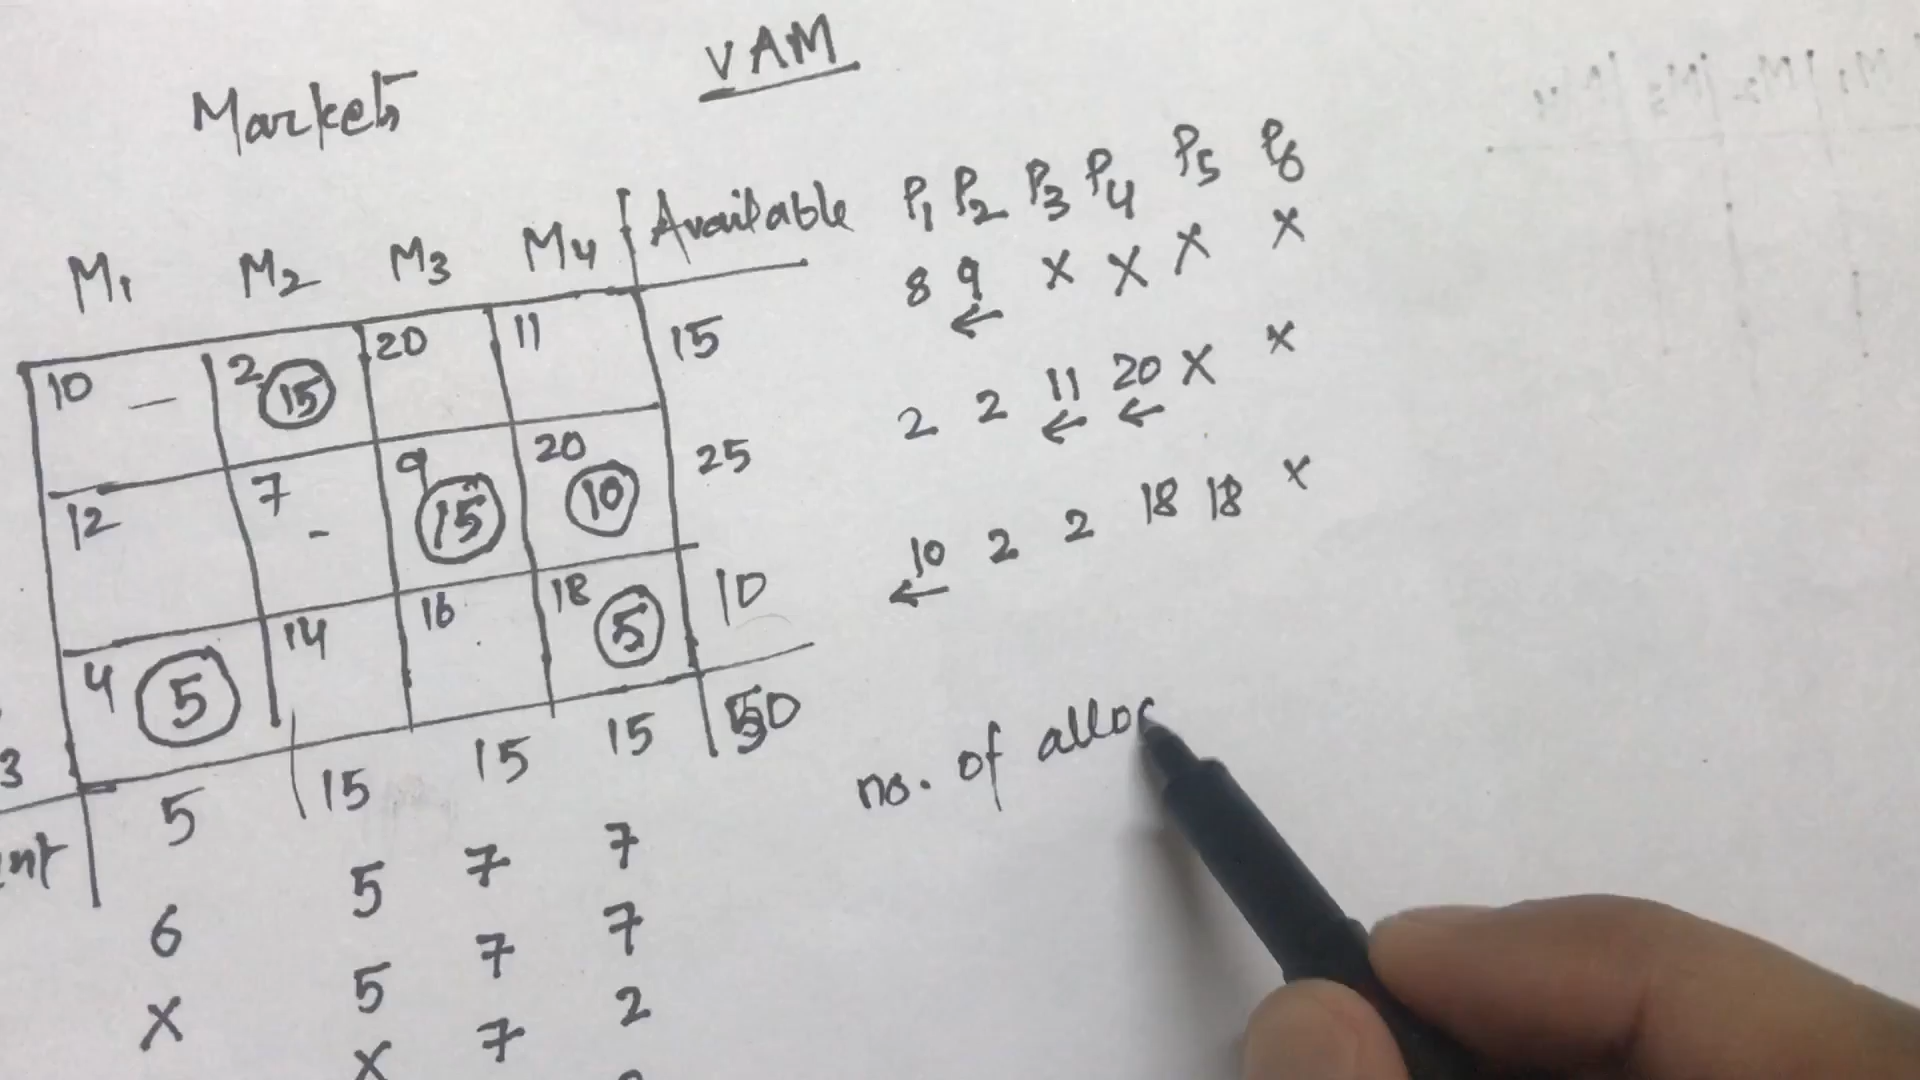 VAM
Markets
M1 M2 M3 M4 Available P1 P2 P3 P4 P5 P6
10 — 2 15 20 11 15 8 9 ← x x x x
12 7 - 9 15 20 10 25 2 2 11 ← 20 ← x x
4 5 14 16 18 5 10 10 ← 2 2 18 18 x
3
5 15 15 15 50
no. of alloc
6 5 7 7
x 5 7 7
x 7 2